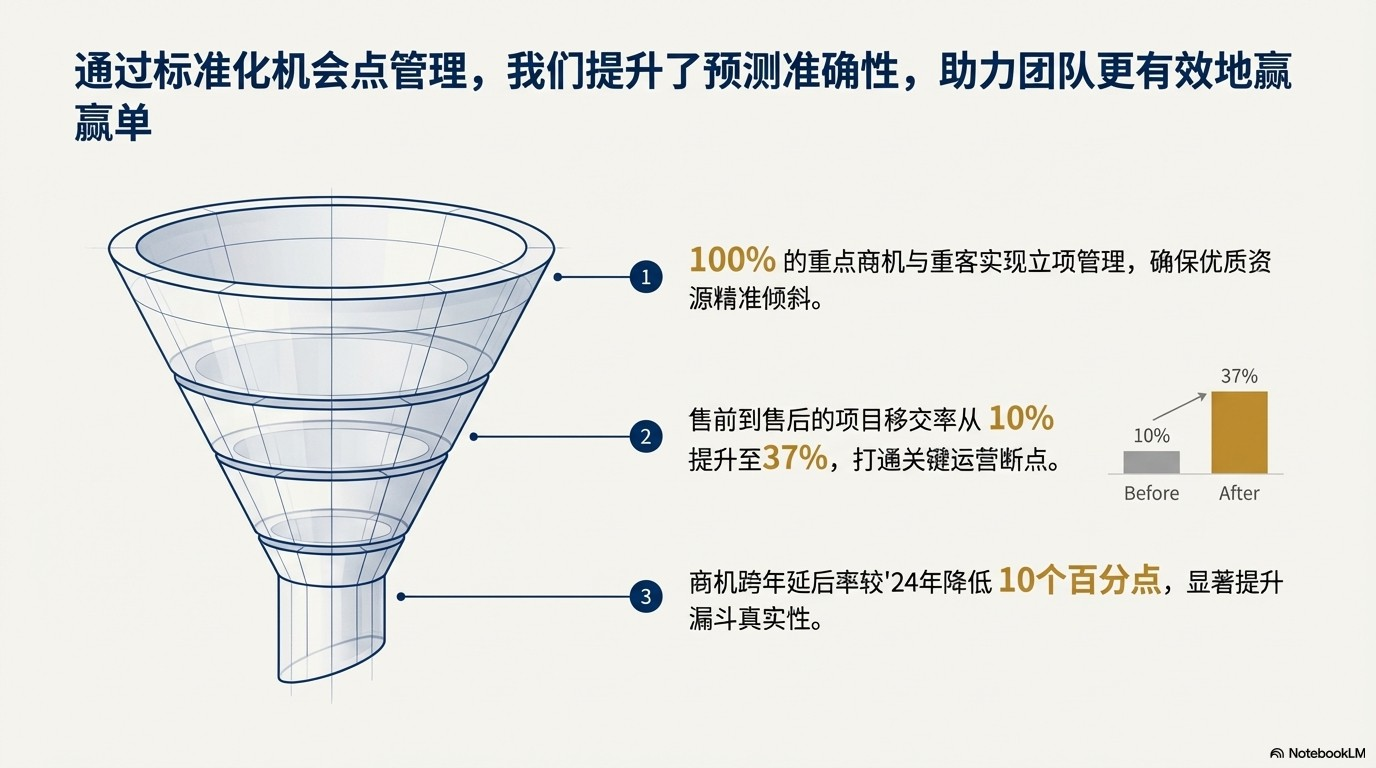 通过标准化机会点管理，我们提升了预测准确性，助力团队更有效地赢
赢单
1
100% 的重点商机与重客实现立项管理，确保优质资
源精准倾斜。
2
售前到售后的项目移交率从 10%
提升至37%，打通关键运营断点。
37%
10%
Before
After
3
商机跨年延后率较'24年降低 10个百分点，显著提升
漏斗真实性。
NotebookLM